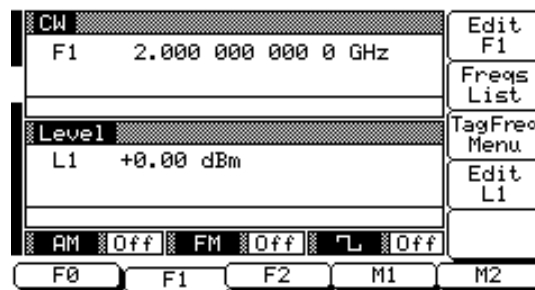 CW
F1 2.000 000 000 0 GHz
Level
L1 +0.00 dBm
AM Off FM Off Off
Edit F1
Freqs List
TagFreq Menu
Edit L1
F0 F1 F2 M1 M2